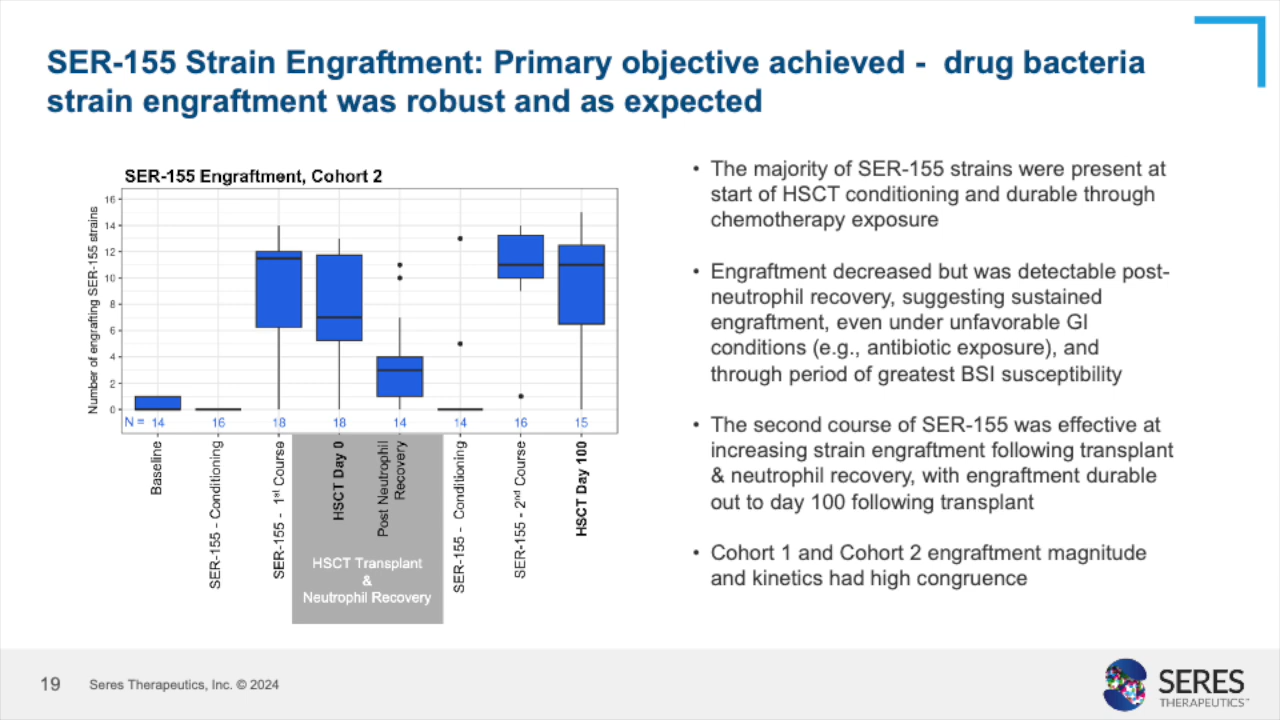 SER-155 Strain Engraftment: Primary objective achieved - drug bacteria
strain engraftment was robust and as expected
SER-155 Engraftment, Cohort 2
Number of engrafting SER-155 strains
16
14
12
10
8
6
4
2
0
N = 14 16 18 18 14 14 16 15
Baseline
SER-155 - Conditioning
SER-155 - 1st Course
HSCT Day 0
Post Neutrophil
Recovery
SER-155 - Conditioning
SER-155 - 2nd Course
HSCT Day 100
HSCT Transplant
&
Neutrophil Recovery
• The majority of SER-155 strains were present at
start of HSCT conditioning and durable through
chemotherapy exposure
• Engraftment decreased but was detectable post-
neutrophil recovery, suggesting sustained
engraftment, even under unfavorable GI
conditions (e.g., antibiotic exposure), and
through period of greatest BSI susceptibility
• The second course of SER-155 was effective at
increasing strain engraftment following transplant
& neutrophil recovery, with engraftment durable
out to day 100 following transplant
• Cohort 1 and Cohort 2 engraftment magnitude
and kinetics had high congruence
19
Seres Therapeutics, Inc. © 2024
SERES
THERAPEUTICS™